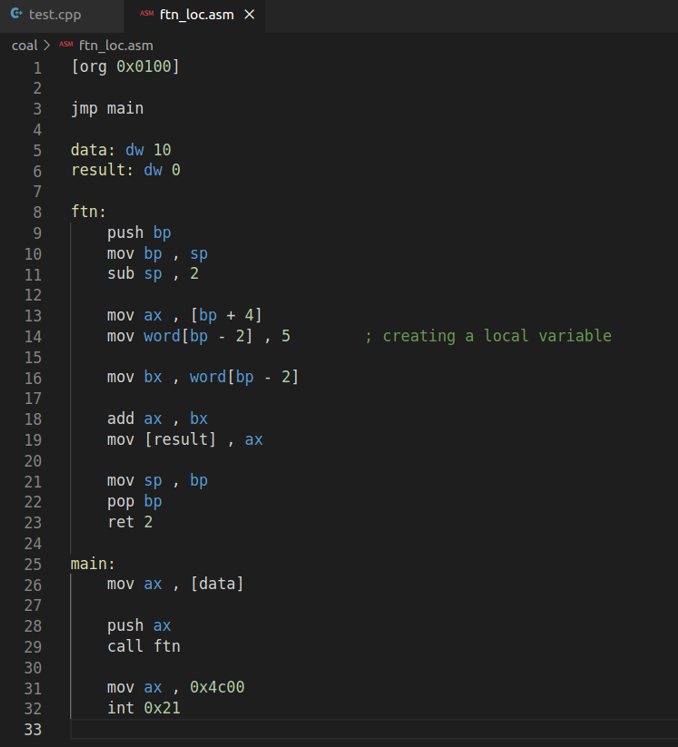 test.cpp
ASM ftn_loc.asm
coal > ASM ftn_loc.asm
1 [org 0x0100]
2
3 jmp main
4
5 data: dw 10
6 result: dw 0
7
8 ftn:
9 push bp
10 mov bp , sp
11 sub sp , 2
12
13 mov ax , [bp + 4]
14 mov word[bp - 2] , 5 ; creating a local variable
15
16 mov bx , word[bp - 2]
17
18 add ax , bx
19 mov [result] , ax
20
21 mov sp , bp
22 pop bp
23 ret 2
24
25 main:
26 mov ax , [data]
27
28 push ax
29 call ftn
30
31 mov ax , 0x4c00
32 int 0x21
33